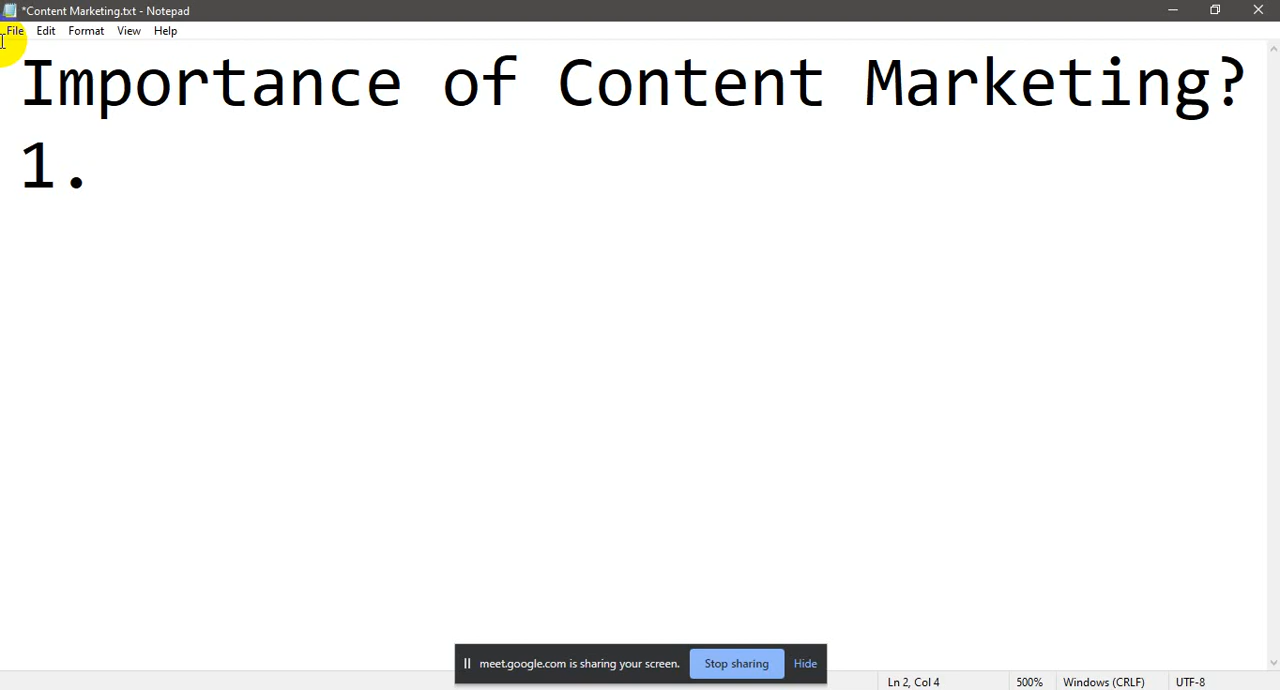 *Content Marketing.txt - Notepad
File Edit Format View Help
Importance of Content Marketing?
1.
meet.google.com is sharing your screen. Stop sharing Hide
Ln 2, Col 4 500% Windows (CRLF) UTF-8